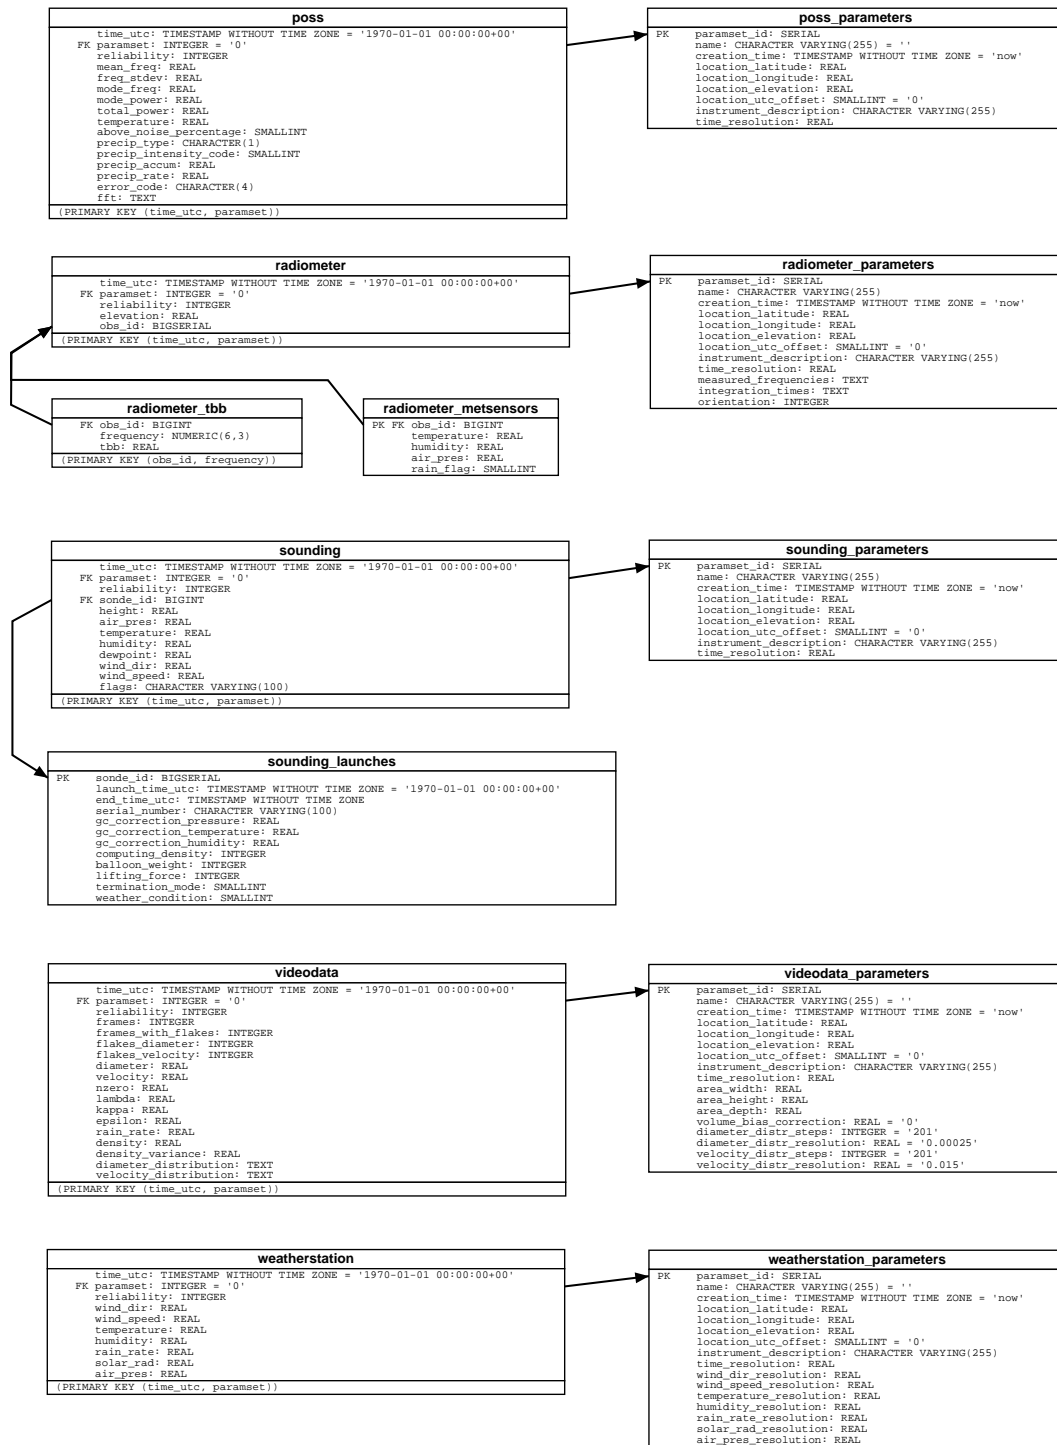 poss
time_utc: TIMESTAMP WITHOUT TIME ZONE = '1970-01-01 00:00:00+00'
FK paramset: INTEGER = '0'
reliability: INTEGER
mean_freq: REAL
freq_stdev: REAL
mode_freq: REAL
mode_power: REAL
total_power: REAL
temperature: REAL
above_noise_percentage: SMALLINT
precip_type: CHARACTER(1)
precip_intensity_code: SMALLINT
precip_accum: REAL
precip_rate: REAL
error_code: CHARACTER(4)
fft: TEXT
(PRIMARY KEY (time_utc, paramset))
poss_parameters
PK paramset_id: SERIAL
name: CHARACTER VARYING(255) = ''
creation_time: TIMESTAMP WITHOUT TIME ZONE = 'now'
location_latitude: REAL
location_longitude: REAL
location_elevation: REAL
location_utc_offset: SMALLINT = '0'
instrument_description: CHARACTER VARYING(255)
time_resolution: REAL
radiometer
time_utc: TIMESTAMP WITHOUT TIME ZONE = '1970-01-01 00:00:00+00'
FK paramset: INTEGER = '0'
reliability: INTEGER
elevation: REAL
obs_id: BIGSERIAL
(PRIMARY KEY (time_utc, paramset))
radiometer_parameters
PK paramset_id: SERIAL
name: CHARACTER VARYING(255)
creation_time: TIMESTAMP WITHOUT TIME ZONE = 'now'
location_latitude: REAL
location_longitude: REAL
location_elevation: REAL
location_utc_offset: SMALLINT = '0'
instrument_description: CHARACTER VARYING(255)
time_resolution: REAL
measured_frequencies: TEXT
integration_times: TEXT
orientation: INTEGER
radiometer_tbb
FK obs_id: BIGINT
frequency: NUMERIC(6,3)
tbb: REAL
(PRIMARY KEY (obs_id, frequency))
radiometer_metsensors
PK FK obs_id: BIGINT
temperature: REAL
humidity: REAL
air_pres: REAL
rain_flag: SMALLINT
sounding
time_utc: TIMESTAMP WITHOUT TIME ZONE = '1970-01-01 00:00:00+00'
FK paramset: INTEGER = '0'
reliability: INTEGER
FK sonde_id: BIGINT
height: REAL
air_pres: REAL
temperature: REAL
humidity: REAL
dewpoint: REAL
wind_dir: REAL
wind_speed: REAL
flags: CHARACTER VARYING(100)
(PRIMARY KEY (time_utc, paramset))
sounding_parameters
PK paramset_id: SERIAL
name: CHARACTER VARYING(255)
creation_time: TIMESTAMP WITHOUT TIME ZONE = 'now'
location_latitude: REAL
location_longitude: REAL
location_elevation: REAL
location_utc_offset: SMALLINT = '0'
instrument_description: CHARACTER VARYING(255)
time_resolution: REAL
sounding_launches
PK sonde_id: BIGSERIAL
launch_time_utc: TIMESTAMP WITHOUT TIME ZONE = '1970-01-01 00:00:00+00'
end_time_utc: TIMESTAMP WITHOUT TIME ZONE
serial_number: CHARACTER VARYING(100)
gc_correction_pressure: REAL
gc_correction_temperature: REAL
gc_correction_humidity: REAL
computing_density: INTEGER
balloon_weight: INTEGER
lifting_force: INTEGER
termination_mode: SMALLINT
weather_condition: SMALLINT
videodata
time_utc: TIMESTAMP WITHOUT TIME ZONE = '1970-01-01 00:00:00+00'
FK paramset: INTEGER = '0'
reliability: INTEGER
frames: INTEGER
frames_with_flakes: INTEGER
flakes_diameter: INTEGER
flakes_velocity: INTEGER
diameter: REAL
velocity: REAL
nzero: REAL
lambda: REAL
kappa: REAL
epsilon: REAL
rain_rate: REAL
density: REAL
density_variance: REAL
diameter_distribution: TEXT
velocity_distribution: TEXT
(PRIMARY KEY (time_utc, paramset))
videodata_parameters
PK paramset_id: SERIAL
name: CHARACTER VARYING(255) = ''
creation_time: TIMESTAMP WITHOUT TIME ZONE = 'now'
location_latitude: REAL
location_longitude: REAL
location_elevation: REAL
location_utc_offset: SMALLINT = '0'
instrument_description: CHARACTER VARYING(255)
time_resolution: REAL
area_width: REAL
area_height: REAL
area_depth: REAL
volume_bias_correction: REAL = '0'
diameter_distr_steps: INTEGER = '201'
diameter_distr_resolution: REAL = '0.00025'
velocity_distr_steps: INTEGER = '201'
velocity_distr_resolution: REAL = '0.015'
weatherstation
time_utc: TIMESTAMP WITHOUT TIME ZONE = '1970-01-01 00:00:00+00'
FK paramset: INTEGER = '0'
reliability: INTEGER
wind_dir: REAL
wind_speed: REAL
temperature: REAL
humidity: REAL
rain_rate: REAL
solar_rad: REAL
air_pres: REAL
(PRIMARY KEY (time_utc, paramset))
weatherstation_parameters
PK paramset_id: SERIAL
name: CHARACTER VARYING(255) = ''
creation_time: TIMESTAMP WITHOUT TIME ZONE = 'now'
location_latitude: REAL
location_longitude: REAL
location_elevation: REAL
location_utc_offset: SMALLINT = '0'
instrument_description: CHARACTER VARYING(255)
time_resolution: REAL
wind_dir_resolution: REAL
wind_speed_resolution: REAL
temperature_resolution: REAL
humidity_resolution: REAL
rain_rate_resolution: REAL
solar_rad_resolution: REAL
air_pres_resolution: REAL